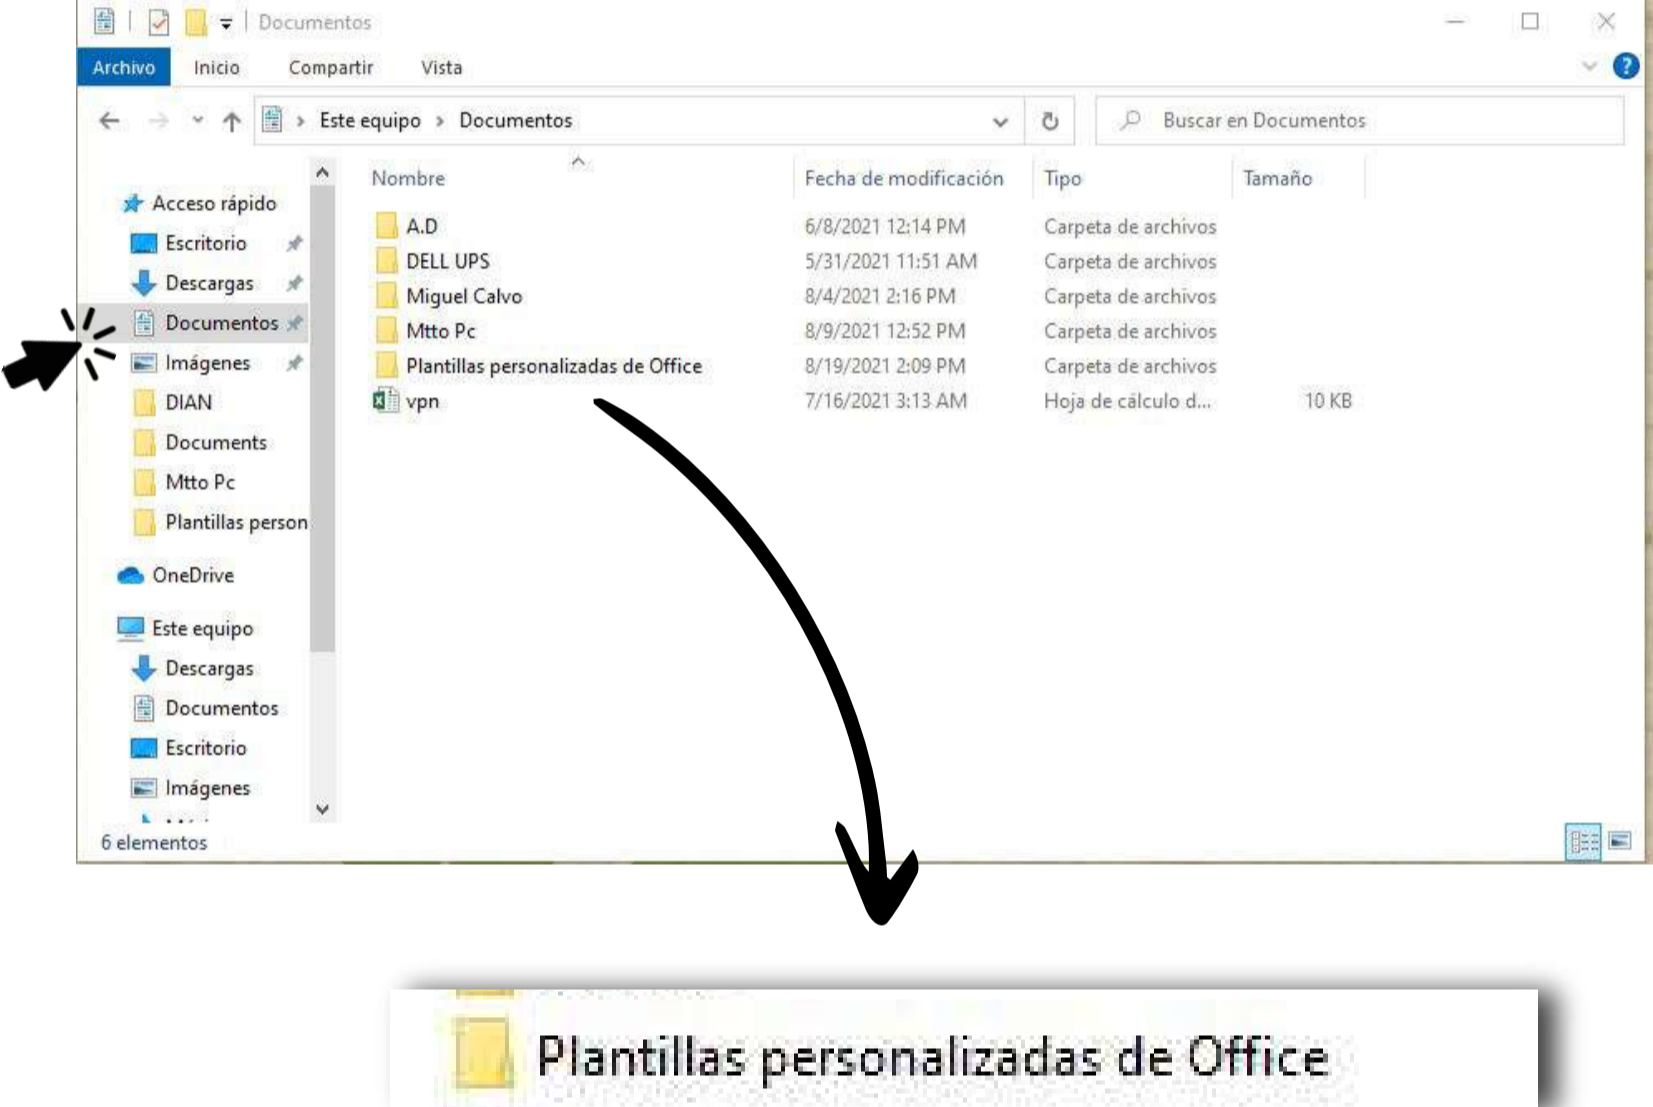 Documentos
Archivo Inicio Compartir Vista
Este equipo > Documentos Buscar en Documentos
Nombre Fecha de modificación Tipo Tamaño
Acceso rápido
Escritorio
Descargas
Documentos
Imágenes
DIAN
Documents
Mtto Pc
Plantillas person
OneDrive
Este equipo
Descargas
Documentos
Escritorio
Imágenes
A.D 6/8/2021 12:14 PM Carpeta de archivos
DELL UPS 5/31/2021 11:51 AM Carpeta de archivos
Miguel Calvo 8/4/2021 2:16 PM Carpeta de archivos
Mtto Pc 8/9/2021 12:52 PM Carpeta de archivos
Plantillas personalizadas de Office 8/19/2021 2:09 PM Carpeta de archivos
vpn 7/16/2021 3:13 AM Hoja de cálculo d... 10 KB
6 elementos
Plantillas personalizadas de Office